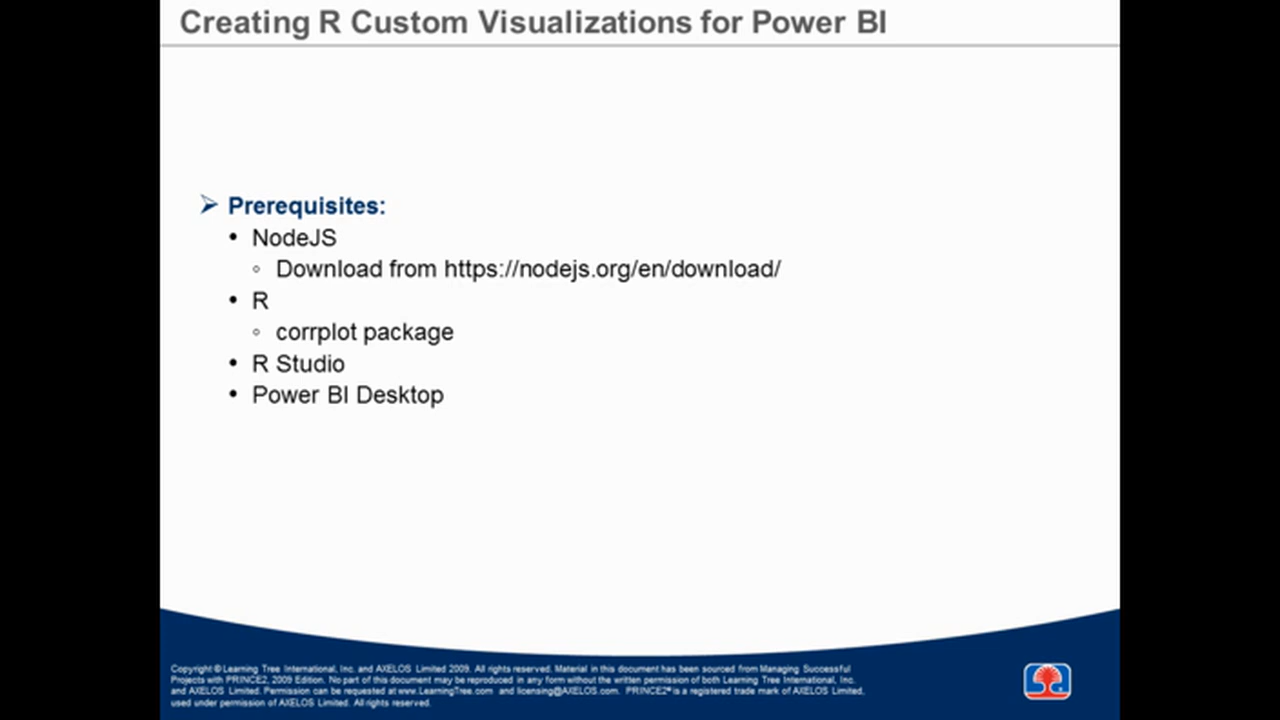 Creating R Custom Visualizations for Power BI
Prerequisites:
NodeJS
Download from https://nodejs.org/en/download/
R
corrplot package
R Studio
Power BI Desktop
Copyright © Learning Tree International, Inc. and AXELOS Limited 2009. All rights reserved. Material in this document has been sourced from Managing Successful
Projects with PRINCE2, 2009 Edition. No part of this document may be reproduced in any form without the written permission of both Learning Tree International, Inc.
and AXELOS Limited. Permission can be requested at www.LearningTree.com and licensing@AXELOS.com. PRINCE2® is a registered trade mark of AXELOS Limited,
used under permission of AXELOS Limited. All rights reserved.